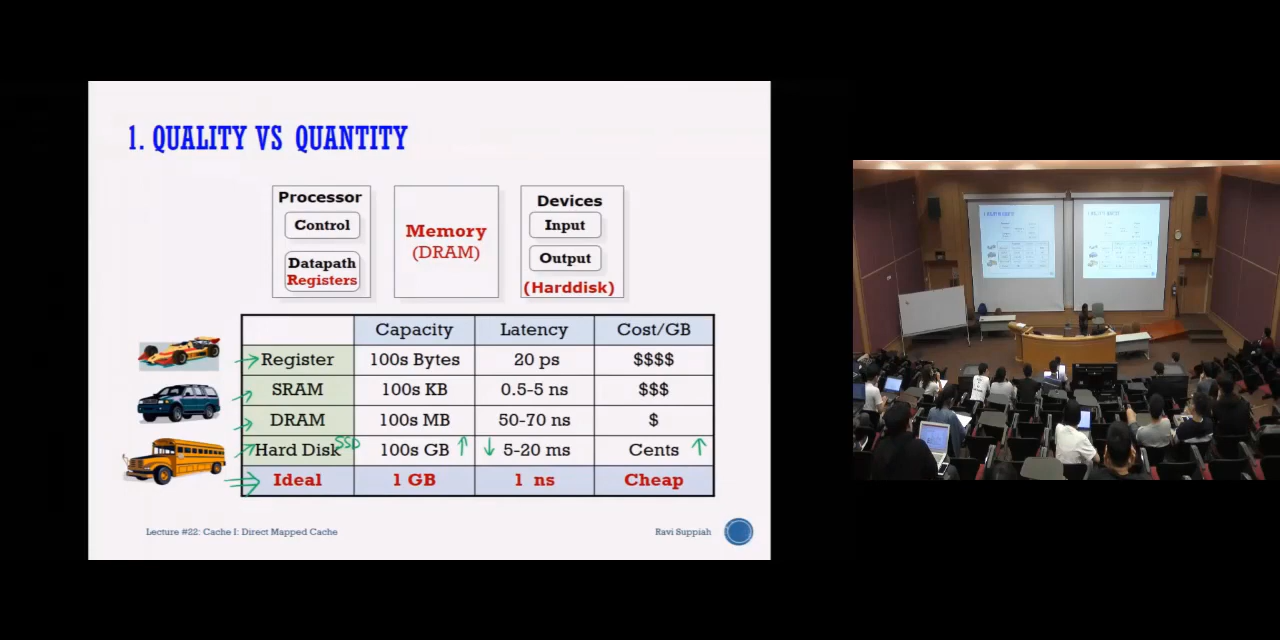 1. QUALITY VS QUANTITY
Processor
Control
Datapath
Registers
Memory
(DRAM)
Devices
Input
Output
(Harddisk)
Capacity Latency Cost/GB
Register 100s Bytes 20 ps $$$$
SRAM 100s KB 0.5-5 ns $$$
DRAM 100s MB 50-70 ns $
Hard Disk SSD 100s GB ↑ ↓ 5-20 ms Cents ↑
Ideal 1 GB 1 ns Cheap
Lecture #22: Cache I: Direct Mapped Cache
Ravi Suppiah